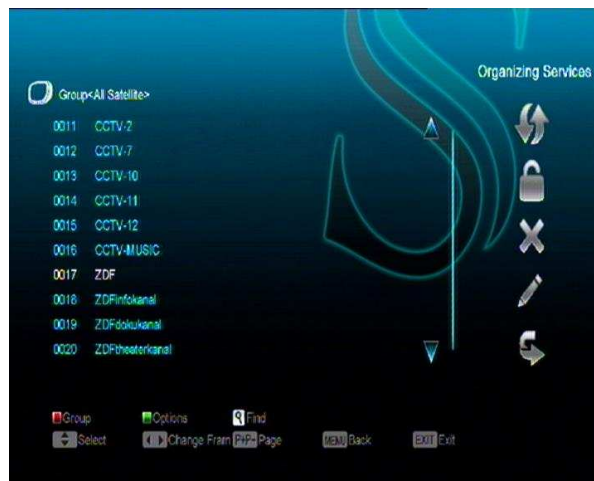 Organizing Services
Group<All Satellite>
0011 CCTV-2
0012 CCTV-7
0013 CCTV-10
0014 CCTV-11
0015 CCTV-12
0016 CCTV-MUSIC
0017 ZDF
0018 ZDFinfokanal
0019 ZDFdokukanal
0020 ZDFtheaterkanal
Group Options Find
Select Change Fram P+P- Page MENU Back EXIT Exit